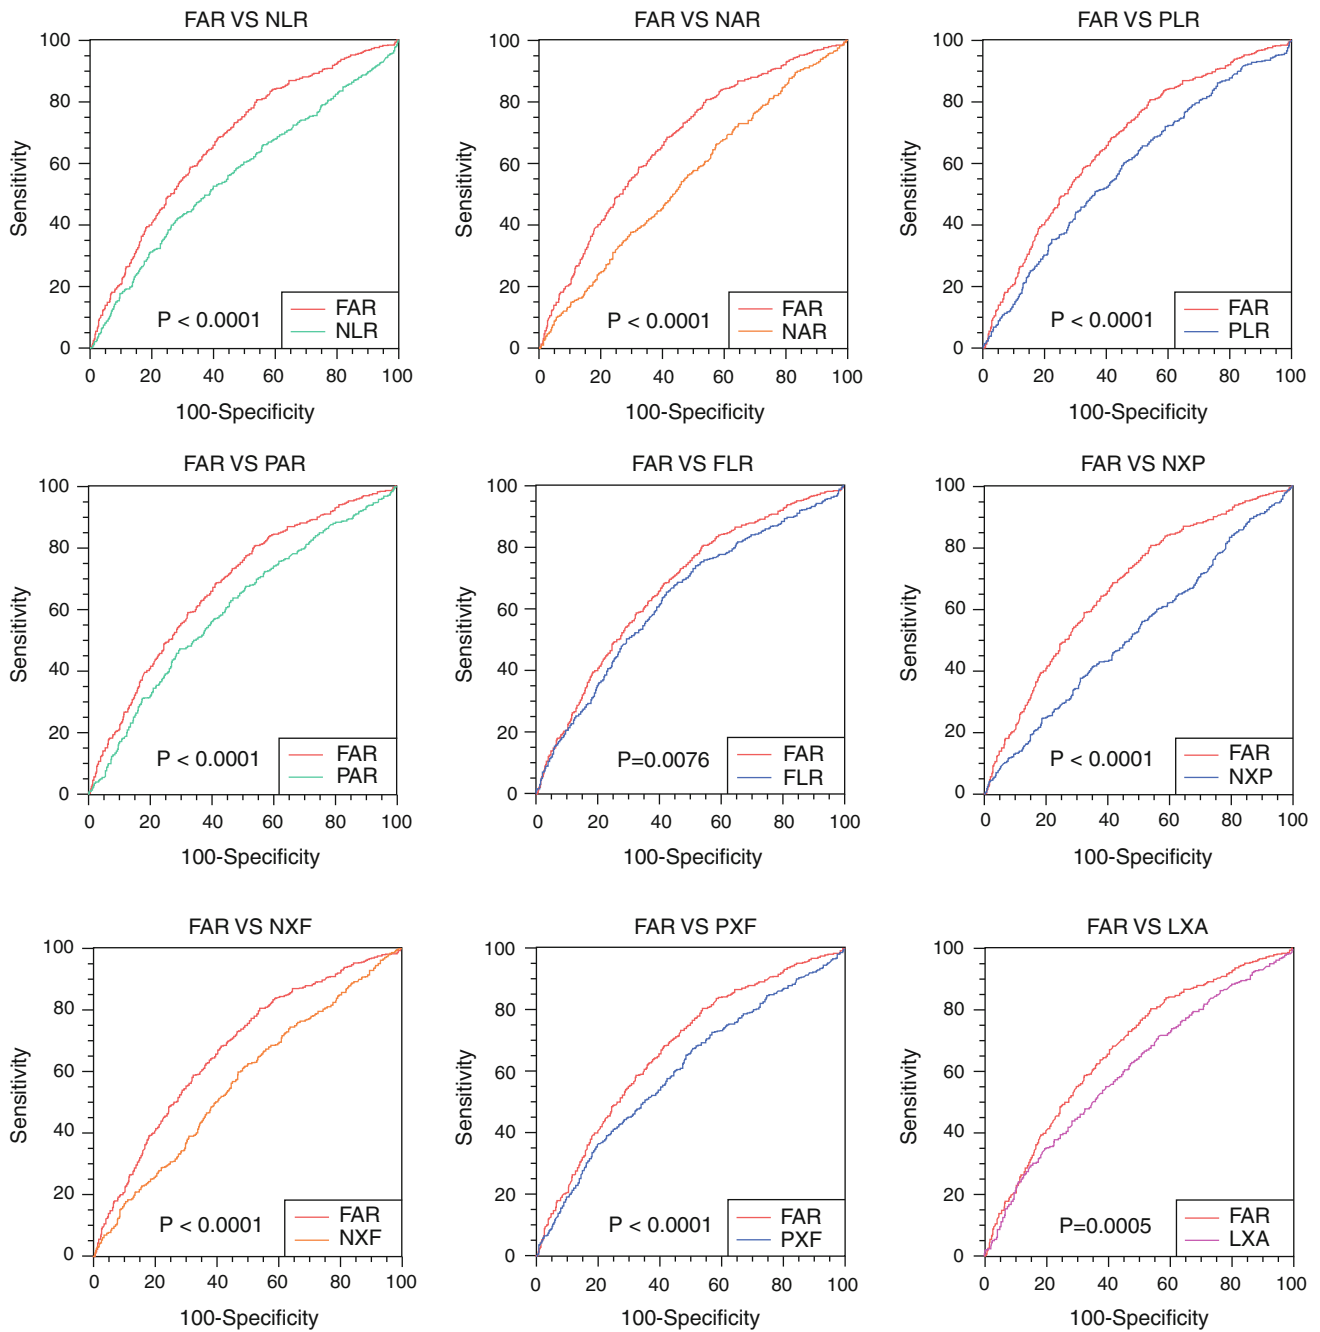 FAR VS NLR
100
80
60
40
20
0
Sensitivity
P < 0.0001
FAR
NLR
0 20 40 60 80 100
100-Specificity
FAR VS NAR
100
80
60
40
20
0
Sensitivity
P < 0.0001
FAR
NAR
0 20 40 60 80 100
100-Specificity
FAR VS PLR
100
80
60
40
20
0
Sensitivity
P < 0.0001
FAR
PLR
0 20 40 60 80 100
100-Specificity
FAR VS PAR
100
80
60
40
20
0
Sensitivity
P < 0.0001
FAR
PAR
0 20 40 60 80 100
100-Specificity
FAR VS FLR
100
80
60
40
20
0
Sensitivity
P=0.0076
FAR
FLR
0 20 40 60 80 100
100-Specificity
FAR VS NXP
100
80
60
40
20
0
Sensitivity
P < 0.0001
FAR
NXP
0 20 40 60 80 100
100-Specificity
FAR VS NXF
100
80
60
40
20
0
Sensitivity
P < 0.0001
FAR
NXF
0 20 40 60 80 100
100-Specificity
FAR VS PXF
100
80
60
40
20
0
Sensitivity
P < 0.0001
FAR
PXF
0 20 40 60 80 100
100-Specificity
FAR VS LXA
100
80
60
40
20
0
Sensitivity
P=0.0005
FAR
LXA
0 20 40 60 80 100
100-Specificity